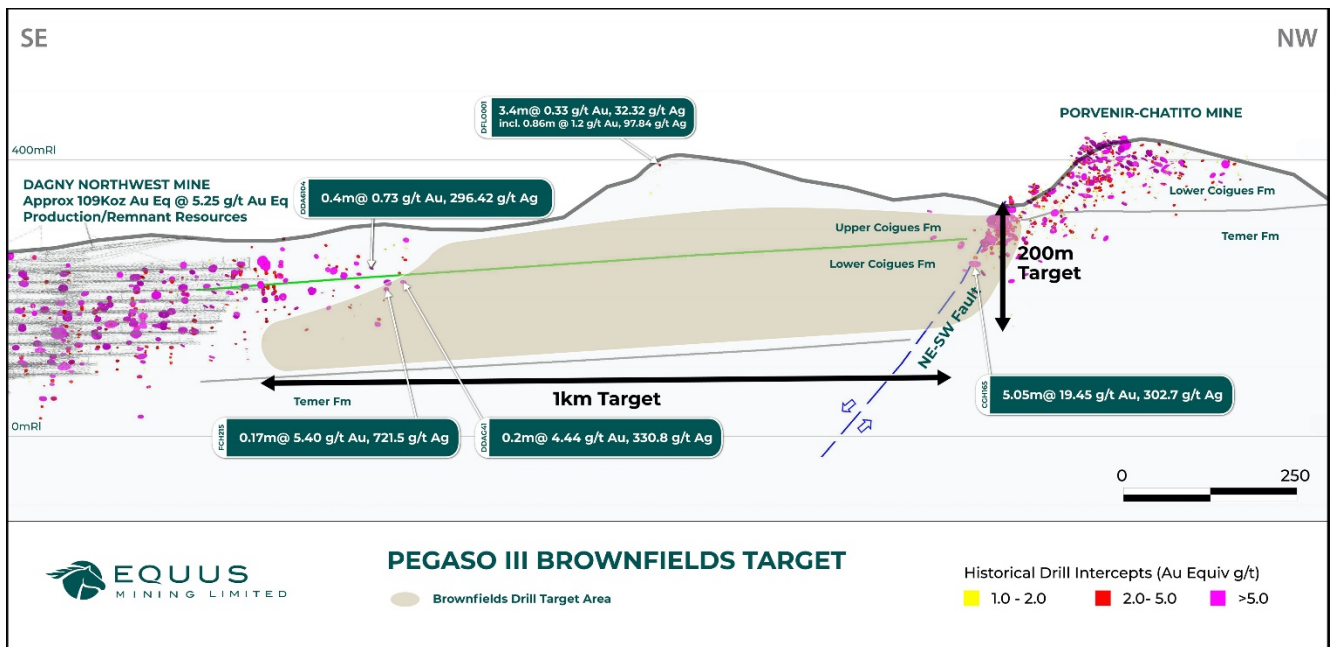 SE
NW
DFLO001
3.4m@ 0.33 g/t Au, 32.32 g/t Ag
incl. 0.86m @ 1.2 g/t Au, 97.84 g/t Ag
PORVENIR-CHATITO MINE
400mRl
DAGNY NORTHWEST MINE
Approx 109Koz Au Eq @ 5.25 g/t Au Eq
Production/Remnant Resources
DDA6104
0.4m@ 0.73 g/t Au, 296.42 g/t Ag
Lower Coigues Fm
Upper Coigues Fm
Temer Fm
Lower Coigues Fm
200m
Target
NE-SW Fault
1km Target
Temer Fm
CGH165
5.05m@ 19.45 g/t Au, 302.7 g/t Ag
0mRl
FGH215
0.17m@ 5.40 g/t Au, 721.5 g/t Ag
DDAG41
0.2m@ 4.44 g/t Au, 330.8 g/t Ag
0
250
EQUUS
MINING LIMITED
PEGASO III BROWNFIELDS TARGET
Brownfields Drill Target Area
Historical Drill Intercepts (Au Equiv g/t)
1.0 - 2.0
2.0- 5.0
>5.0